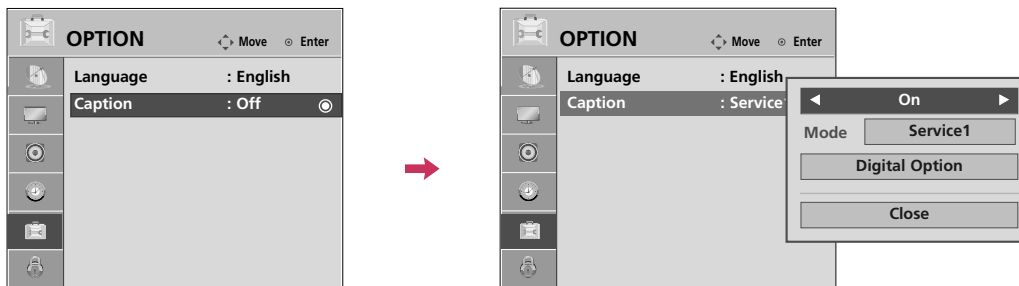 OPTION Move Enter
Language : English
Caption : Off
OPTION Move Enter
Language : English
Caption : Service1
On
Mode Service1
Digital Option
Close